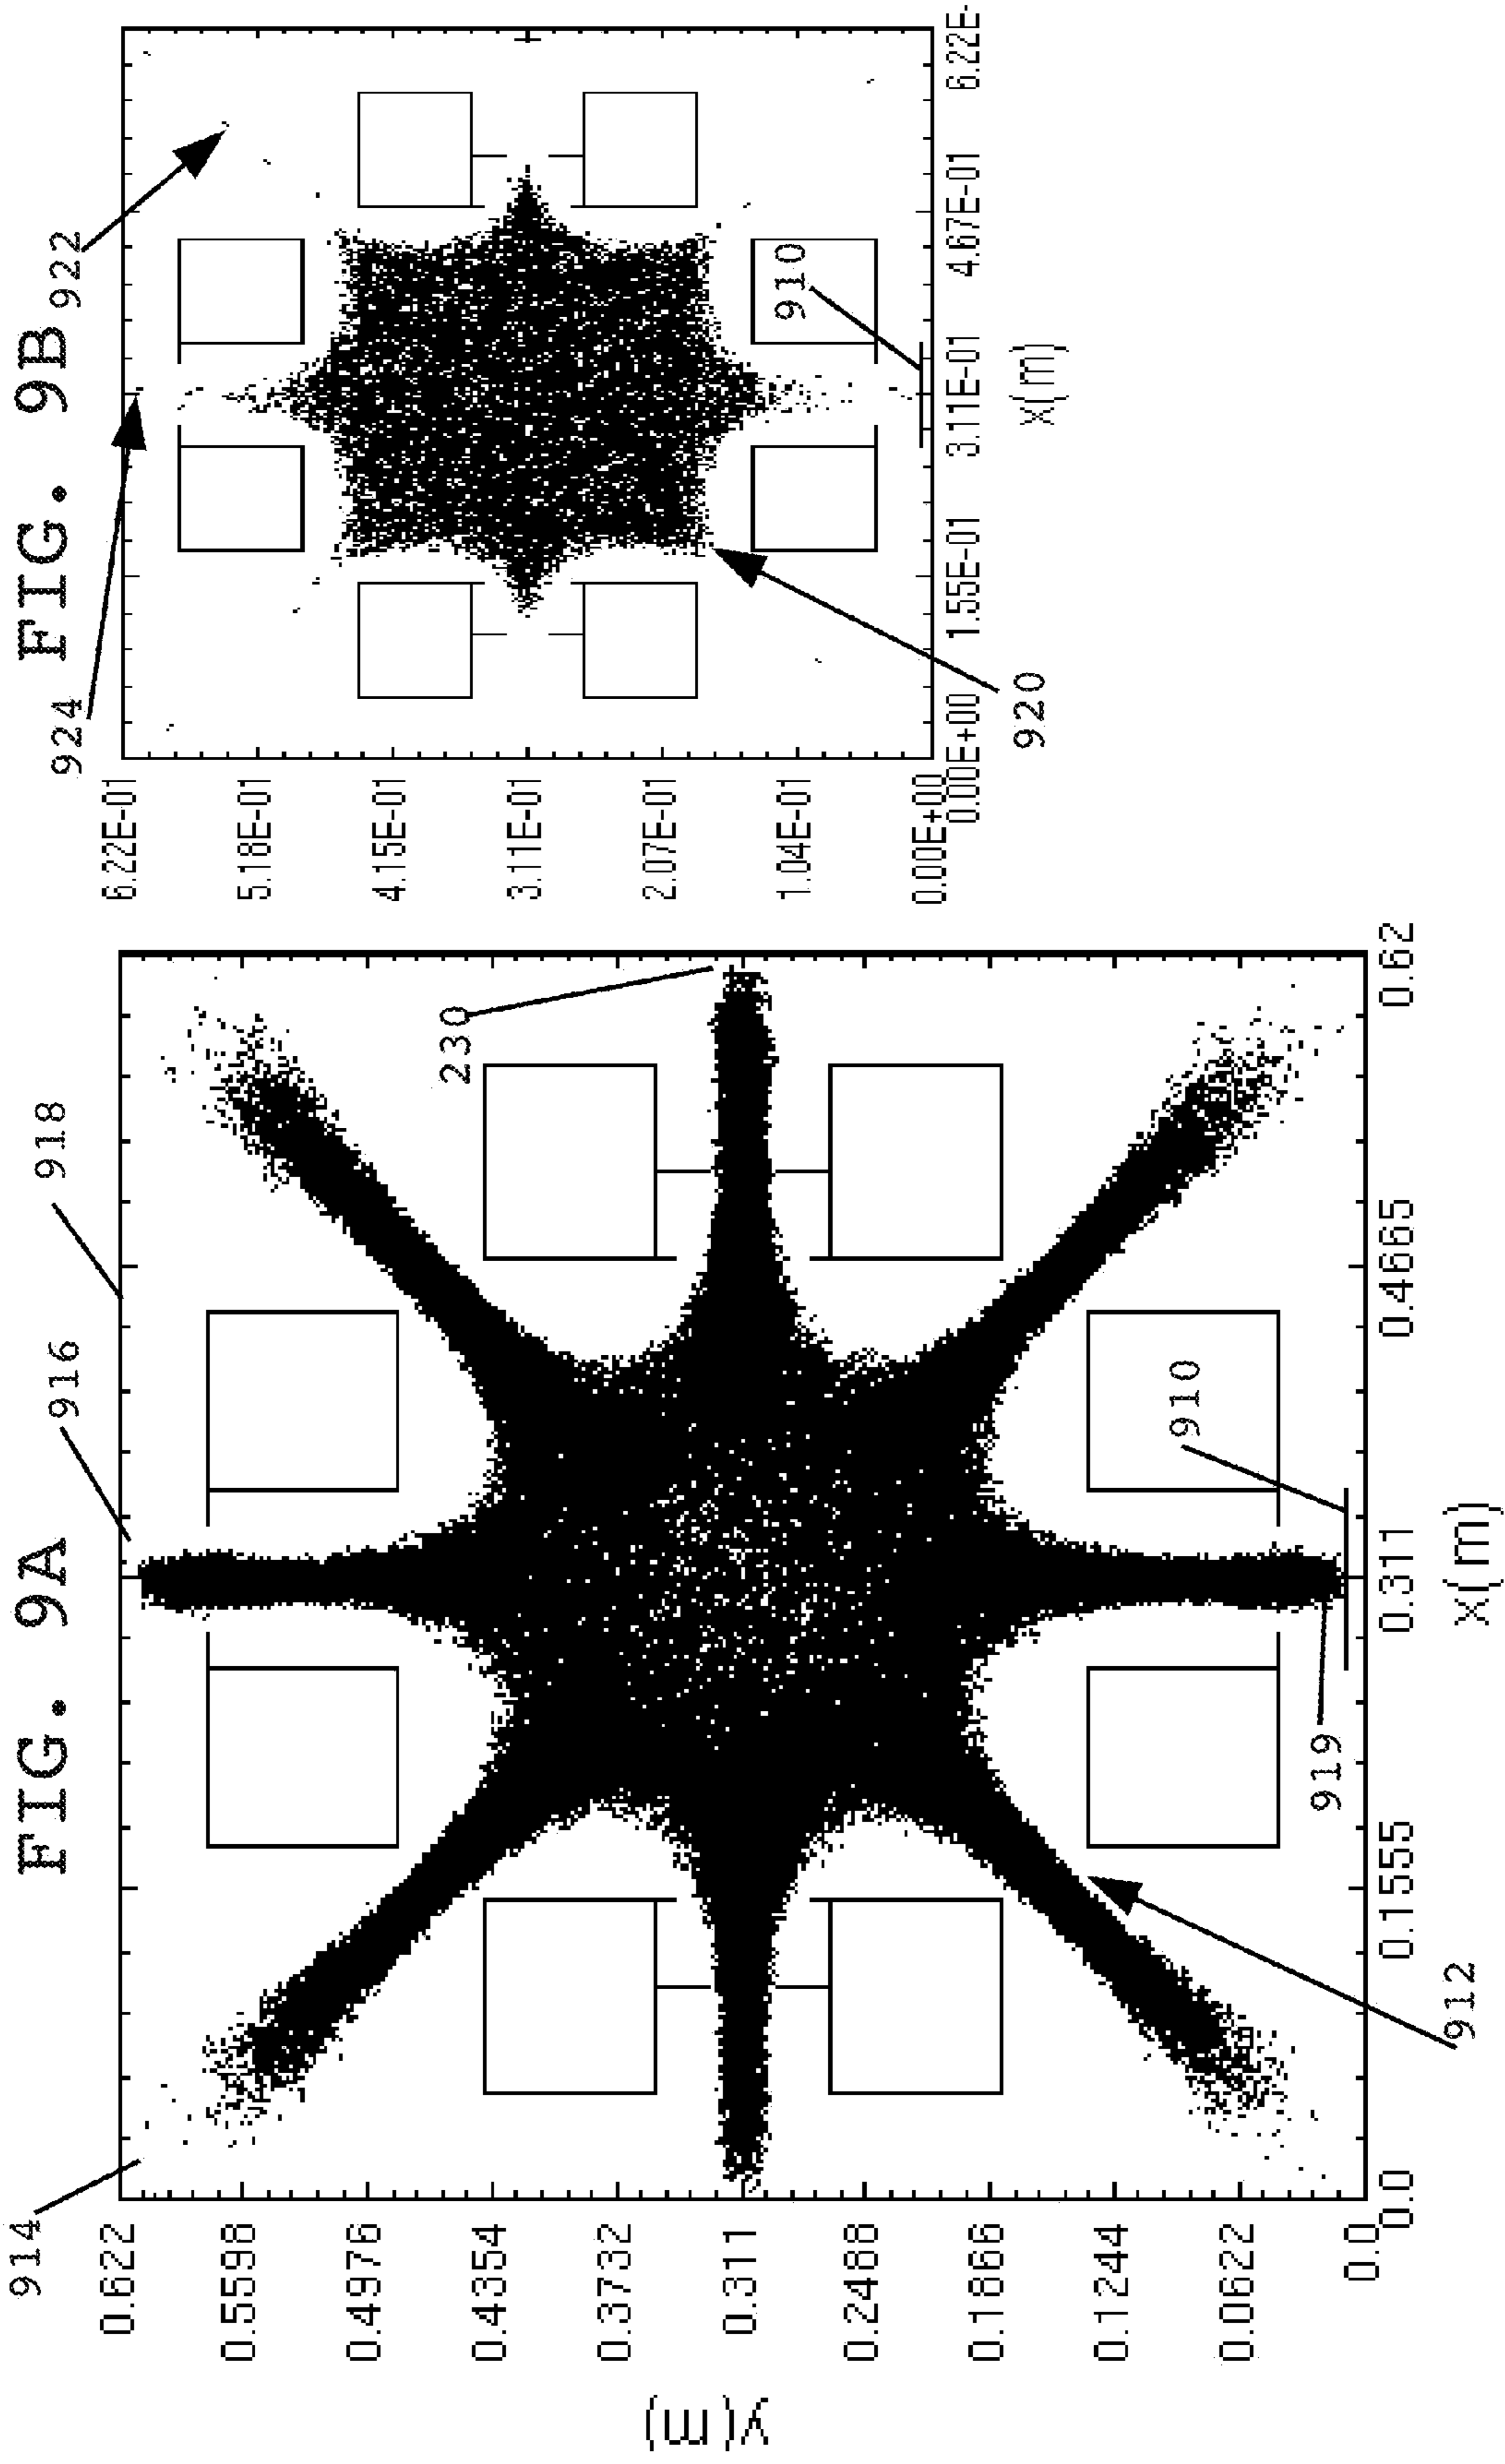 FIG. 9A
914
916
918
230
y(m)
0.622
0.5598
0.4976
0.4354
0.3732
0.311
0.2488
0.1866
0.1244
0.0622
0.0
0.0
0.1555
0.311
0.4665
0.62
x(m)
912
919
910
FIG. 9B
924
922
6.22E-01
5.18E-01
4.15E-01
3.11E-01
2.07E-01
1.04E-01
0.00E+00
0.00E+00
1.55E-01
3.11E-01
4.67E-01
6.22E-
x(m)
920
910